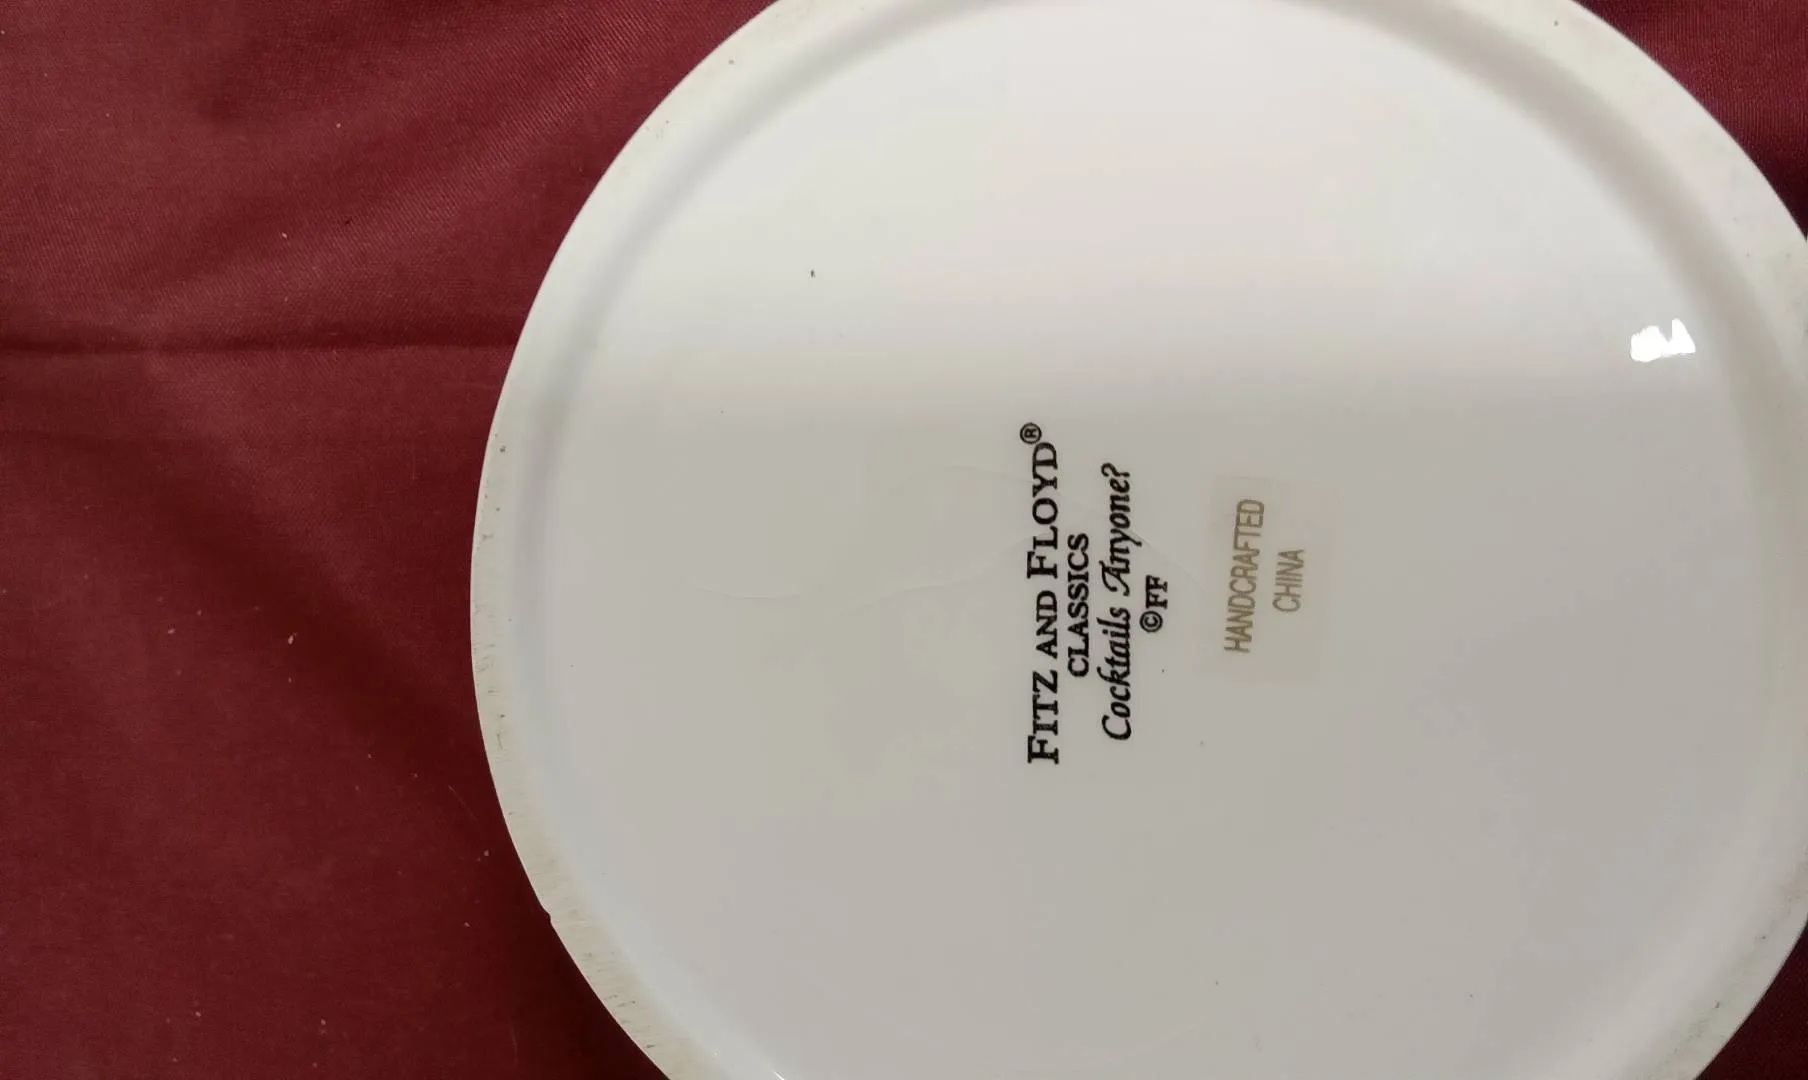 FITZ AND FLOYD®
CLASSICS
Cocktails Anyone?
©FF
HANDCRAFTED
CHINA